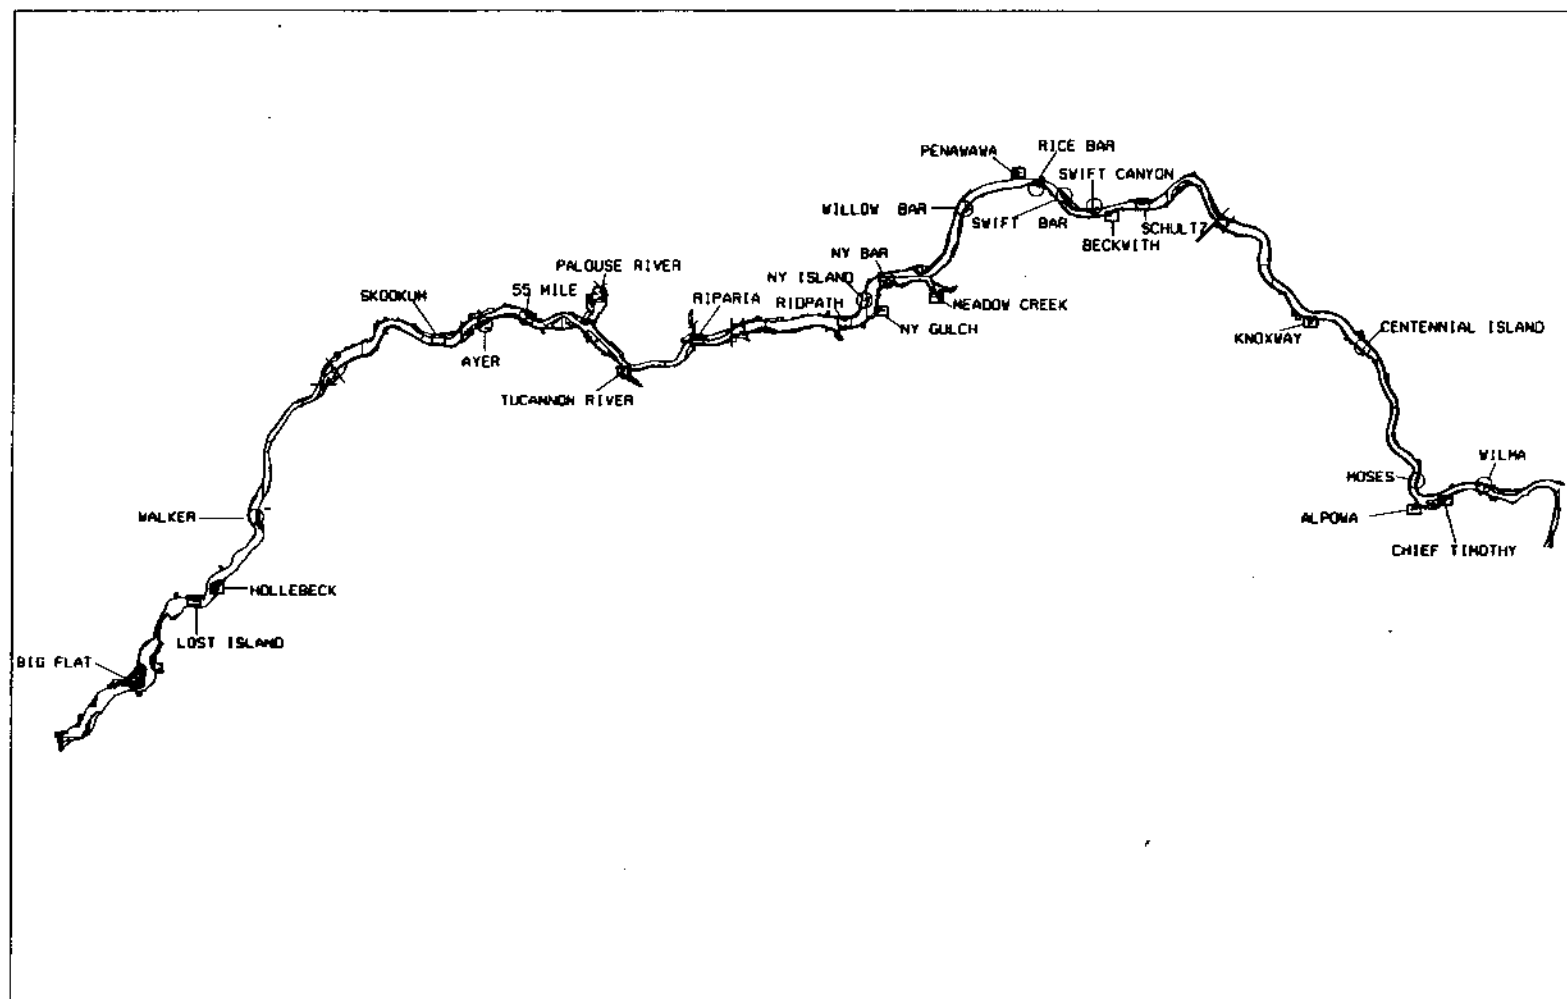 PENAWAWA
RICE BAR
SWIFT CANYON
WILLOW BAR
SWIFT BAR
SCHULTZ
BECKWITH
NY BAR
PALOUSE RIVER
NY ISLAND
SKOOKUM
55 MILE
RIPARIA
RIDPATH
MEADOW CREEK
NY GULCH
KNOXWAY
CENTENNIAL ISLAND
AYER
TUCANNON RIVER
WILMA
MOSES
WALKER
ALPOWA
CHIEF TIMOTHY
HOLLEBECK
LOST ISLAND
BIG FLAT